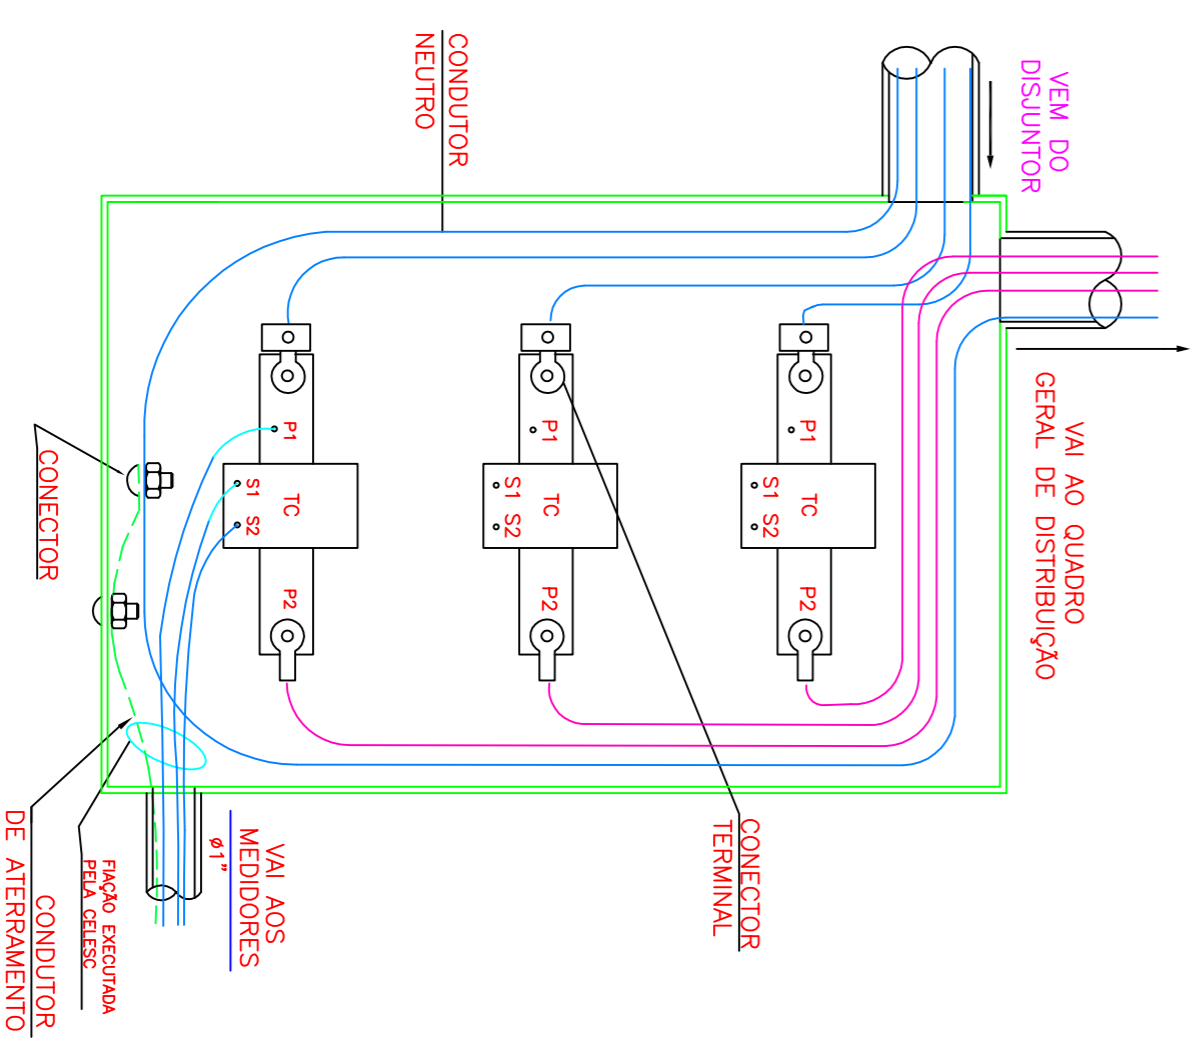 CONDUTOR
NEUTRO
VEM DO
DISJUNTOR
VAI AO QUADRO
GERAL DE DISTRIBUIÇÃO
P1
S1
TC
S2
P2
P1
S1
TC
S2
P2
P1
S1
TC
S2
P2
CONECTOR
CONECTOR
TERMINAL
VAI AOS
MEDIDORES
ø1"
FIAÇÃO EXECUTADA
PELA CELESC
CONDUTOR
DE ATERRAMENTO